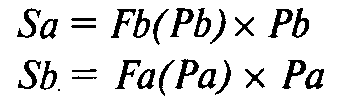 Sa = Fb(Pb) × Pb
Sb. = Fa(Pa) × Pa